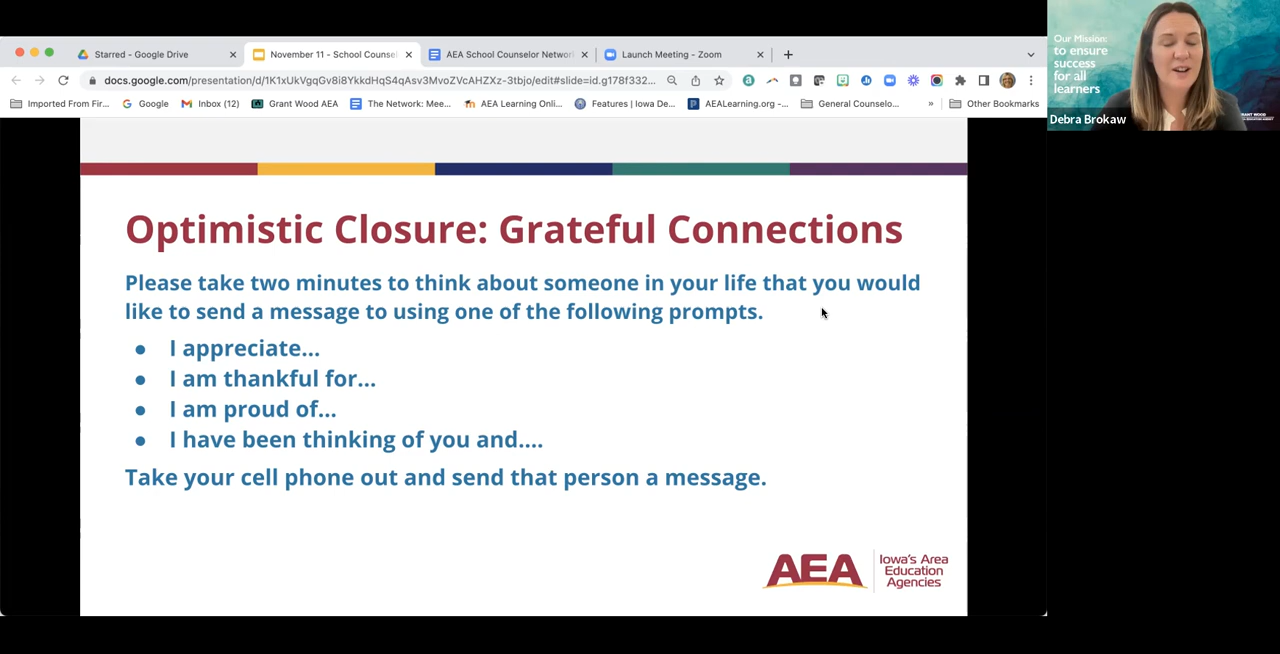 Starred - Google Drive
November 11 - School Counsel
AEA School Counselor Network
Launch Meeting - Zoom
docs.google.com/presentation/d/1K1xUkVgqGv8i8YkkdHqS4qAsv3MvoZVcAHZXz-3tbjo/edit#slide=id.g178f332...
Imported From Fir...
Google
Inbox (12)
Grant Wood AEA
The Network: Mee...
AEA Learning Onli...
Features | Iowa De...
AEALearning.org -...
General Counselo...
»
Other Bookmarks
Our Mission:
to ensure
success
for all
learners
Debra Brokaw
Optimistic Closure: Grateful Connections
Please take two minutes to think about someone in your life that you would
like to send a message to using one of the following prompts.
● I appreciate...
● I am thankful for...
● I am proud of...
● I have been thinking of you and....
Take your cell phone out and send that person a message.
AEA
Iowa's Area
Education
Agencies